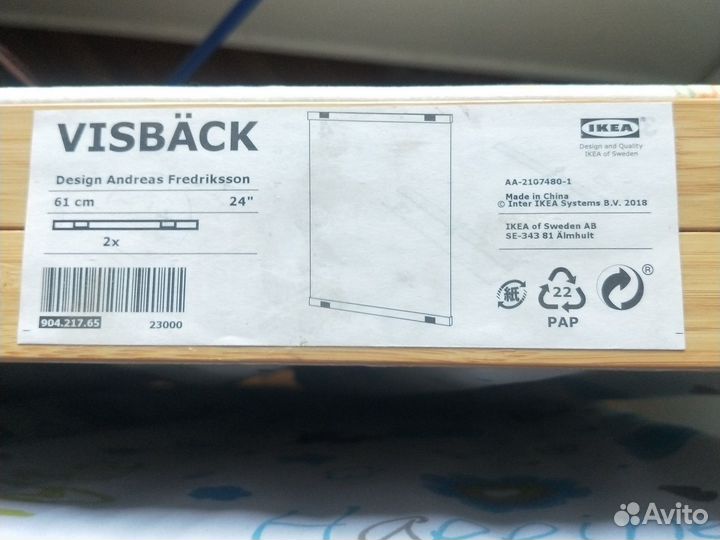 VISBÄCK
Design Andreas Fredriksson
61 cm 24"
2x
904.217.65 23000
IKEA
®
Design and Quality
IKEA of Sweden
AA-2107480-1
Made in China
© Inter IKEA Systems B.V. 2018
IKEA of Sweden AB
SE-343 81 Älmhult
紙
22
PAP
®
Happine
Avito